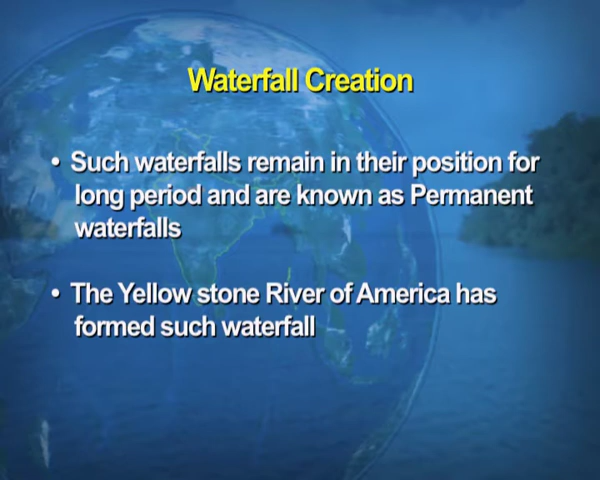 Waterfall Creation
• Such waterfalls remain in their position for
long period and are known as Permanent
waterfalls
• The Yellow stone River of America has
formed such waterfall